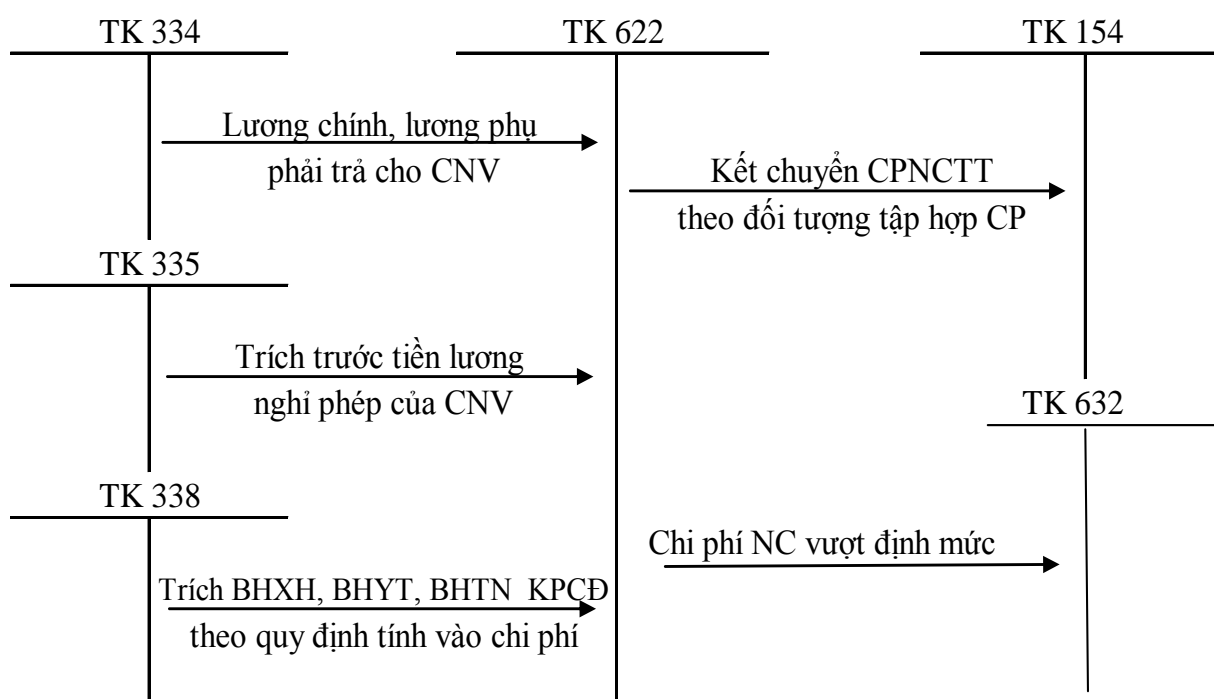 TK 334
TK 622
TK 154
Lương chính, lương phụ
phải trả cho CNV
Kết chuyển CPNCTT
theo đối tượng tập hợp CP
TK 335
Trích trước tiền lương
nghỉ phép của CNV
TK 632
TK 338
Chi phí NC vượt định mức
Trích BHXH, BHYT, BHTN KPCĐ
theo quy định tính vào chi phí